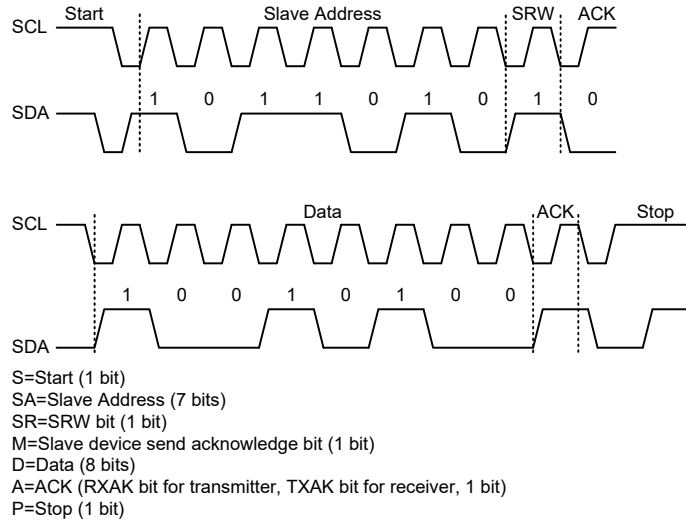 Start Slave Address SRW ACK
SCL
1 0 1 1 0 1 0 1 0
SDA
Data ACK Stop
SCL
1 0 0 1 0 1 0 0
SDA
S=Start (1 bit)
SA=Slave Address (7 bits)
SR=SRW bit (1 bit)
M=Slave device send acknowledge bit (1 bit)
D=Data (8 bits)
A=ACK (RXAK bit for transmitter, TXAK bit for receiver, 1 bit)
P=Stop (1 bit)